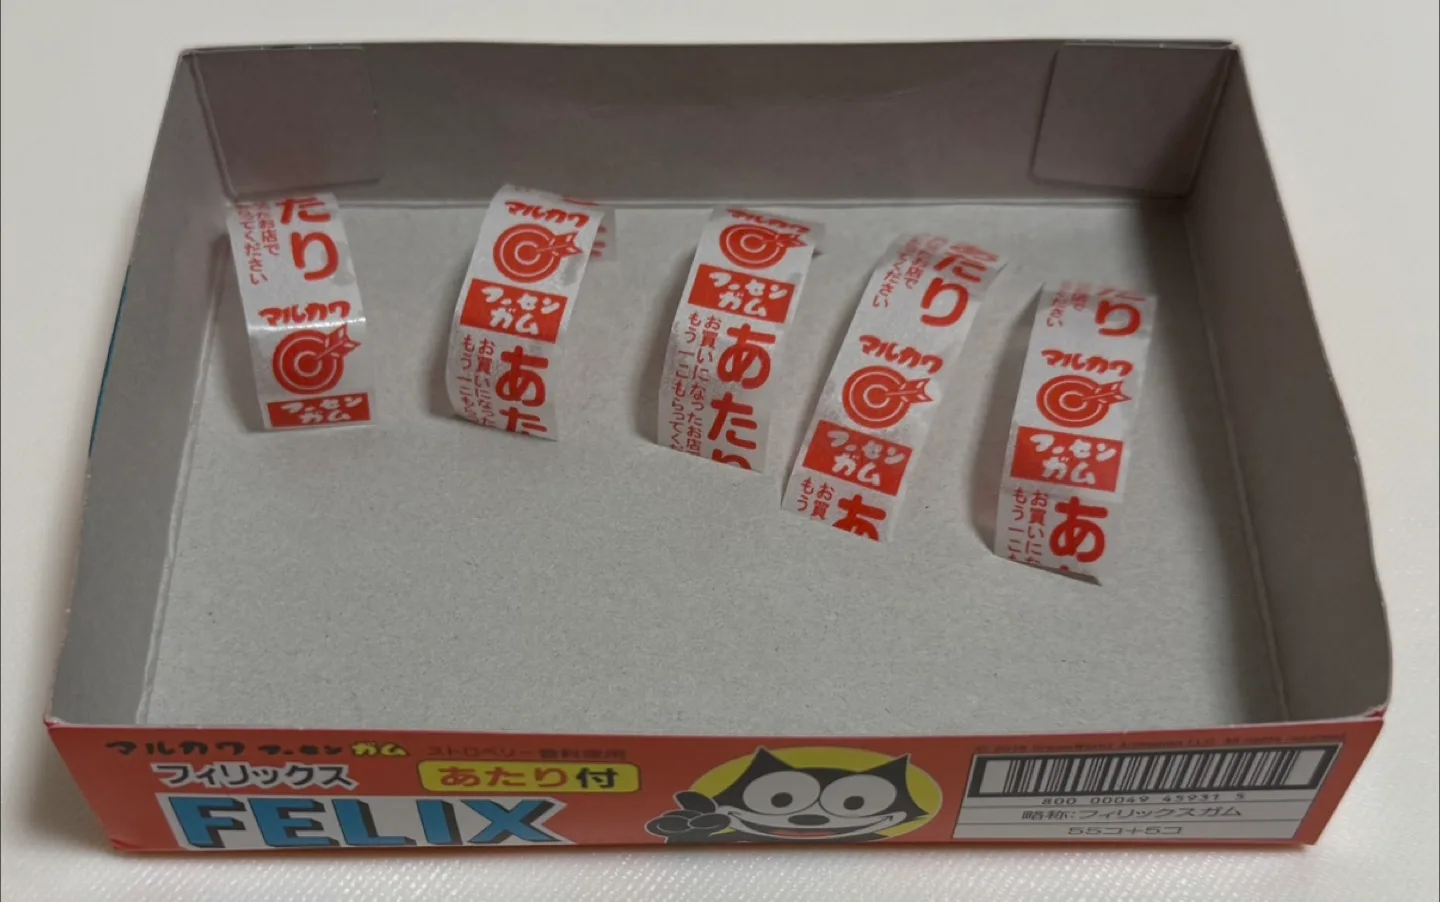 たり
たお店で
てください
マルカワ
フーセン
ガム
マルカワ
フーセン
ガム
あた
お買いになった
もう一こもら
マルカワ
フーセン
ガム
あたり
お買いになったお店
もう一こもらってく
たり
店で
ください
マルカワ
フーセン
ガム
あ
お買
もう
り
さい
マルカワ
フーセン
ガム
あ
お買いに
もう一こ
マルカワ フーセン ガム
ストロベリー香料使用
フィリックス
あたり付
FELIX
800 00049 45931 5
略称:フィリックスガム
55コ+5コ